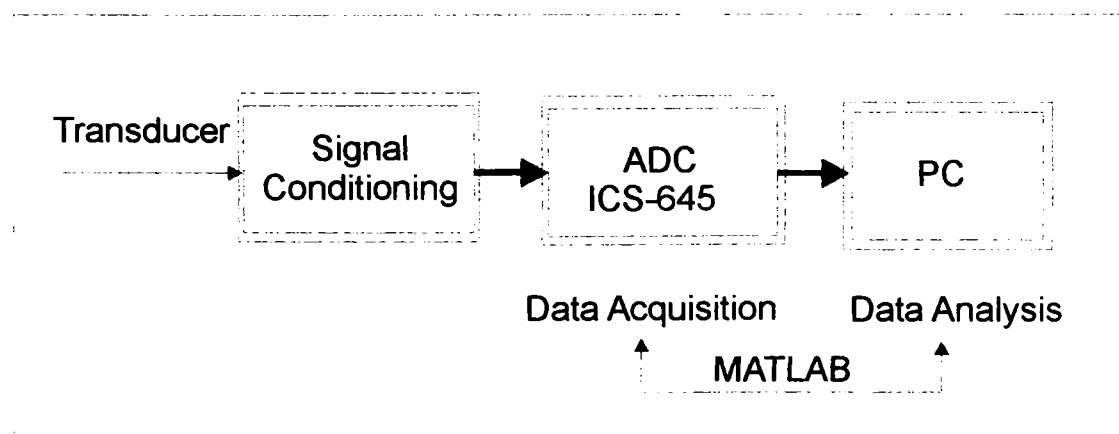 Transducer
Signal
Conditioning
ADC
ICS-645
PC
Data Acquisition
Data Analysis
MATLAB